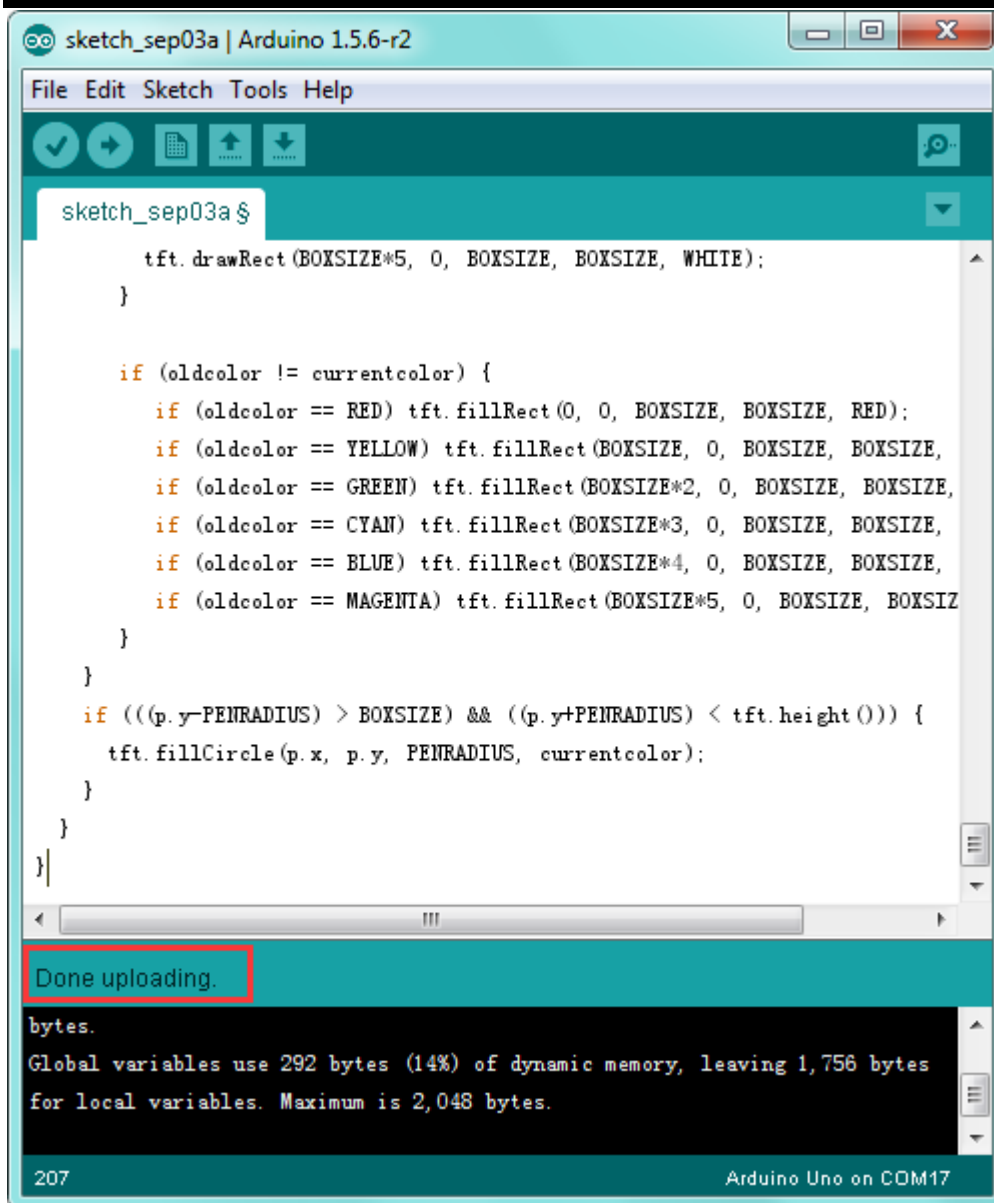 sketch_sep03a | Arduino 1.5.6-r2
File Edit Sketch Tools Help
sketch_sep03a §
tft.drawRect(BOXSIZE*5, 0, BOXSIZE, BOXSIZE, WHITE);
}
if (oldcolor != currentcolor) {
if (oldcolor == RED) tft.fillRect(0, 0, BOXSIZE, BOXSIZE, RED);
if (oldcolor == YELLOW) tft.fillRect(BOXSIZE, 0, BOXSIZE, BOXSIZE,
if (oldcolor == GREEN) tft.fillRect(BOXSIZE*2, 0, BOXSIZE, BOXSIZE,
if (oldcolor == CYAN) tft.fillRect(BOXSIZE*3, 0, BOXSIZE, BOXSIZE,
if (oldcolor == BLUE) tft.fillRect(BOXSIZE*4, 0, BOXSIZE, BOXSIZE,
if (oldcolor == MAGENTA) tft.fillRect(BOXSIZE*5, 0, BOXSIZE, BOXSIZ
}
}
if (((p.y-PENRADIUS) > BOXSIZE) && ((p.y+PENRADIUS) < tft.height())) {
tft.fillCircle(p.x, p.y, PENRADIUS, currentcolor);
}
}
}
Done uploading.
bytes.
Global variables use 292 bytes (14%) of dynamic memory, leaving 1,756 bytes
for local variables. Maximum is 2,048 bytes.
207 Arduino Uno on COM17